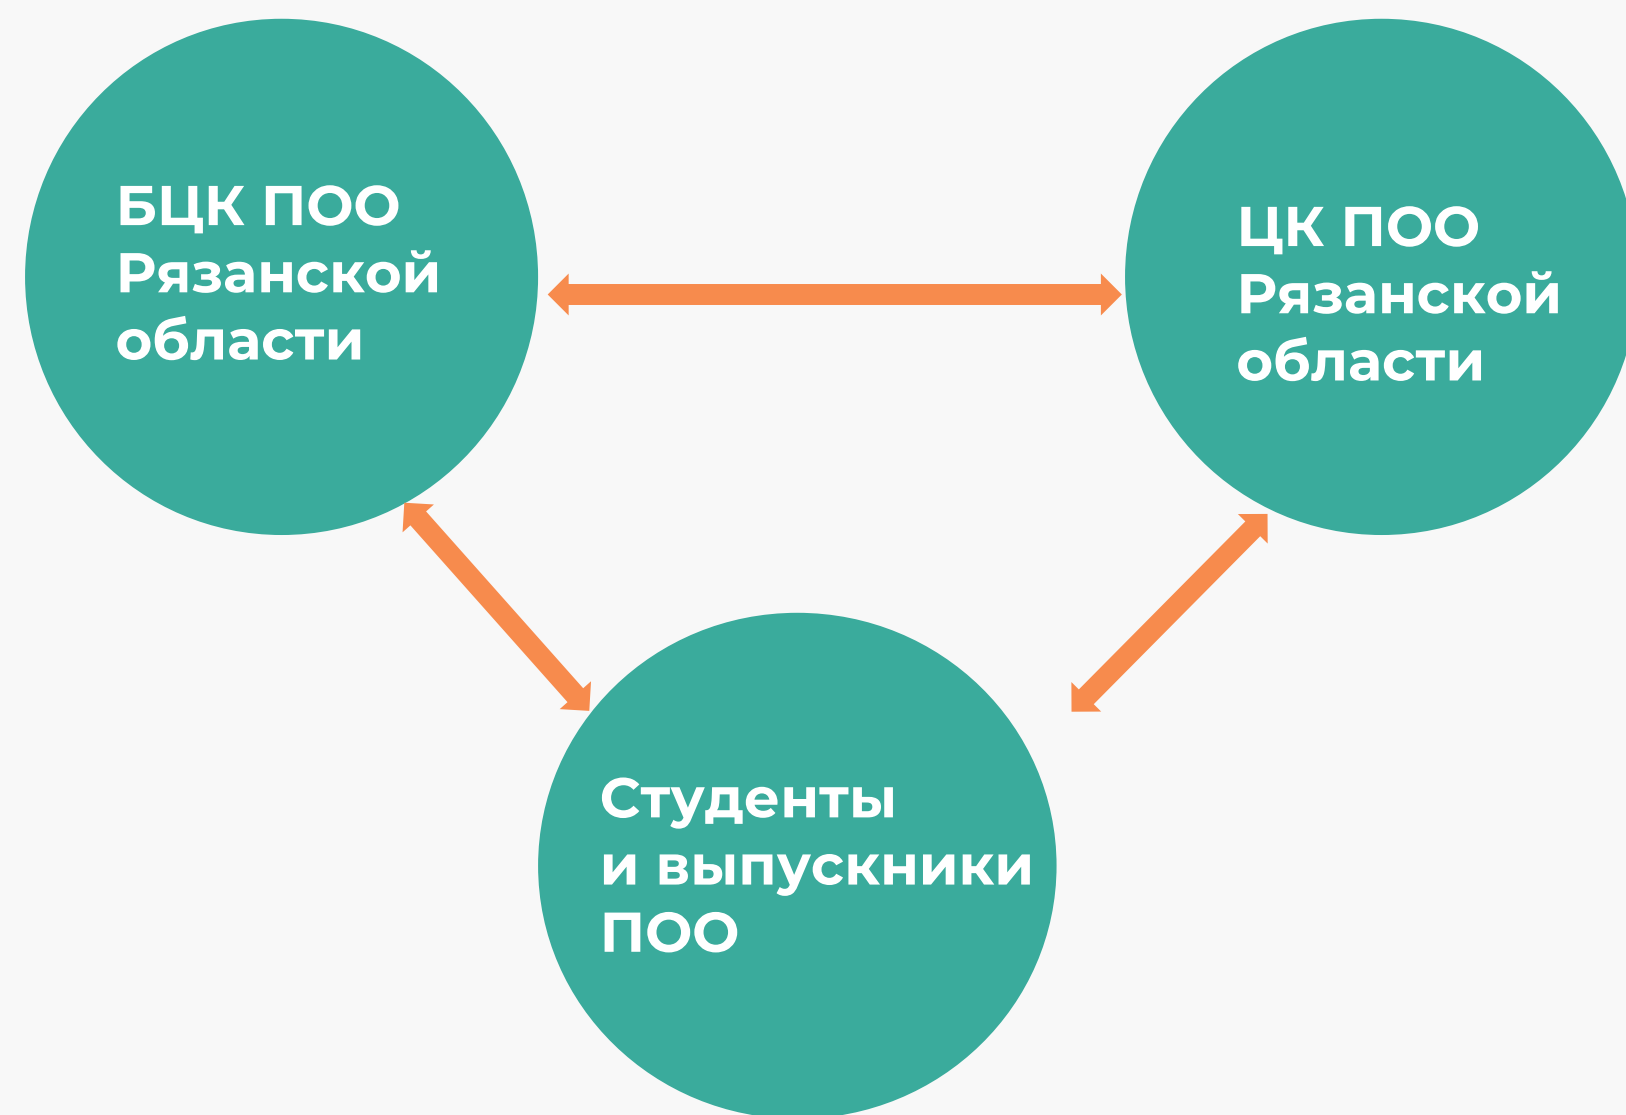 БЦК ПОО
Рязанской
области
ЦК ПОО
Рязанской
области
Студенты
и выпускники
ПОО